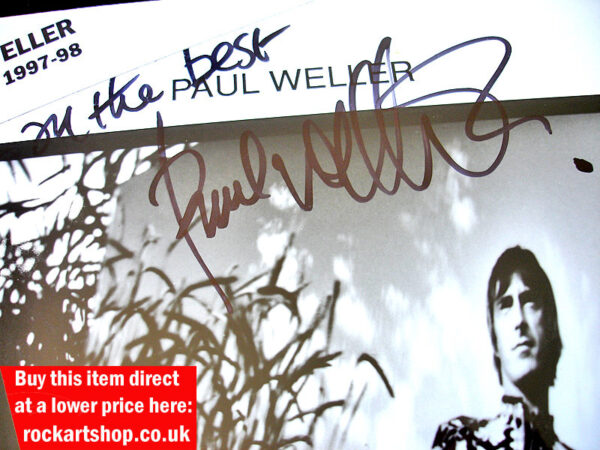 ELLER
1997-98
all the best
PAUL WELLER
Paul Weller
Buy this item direct
at a lower price here:
rockartshop.co.uk